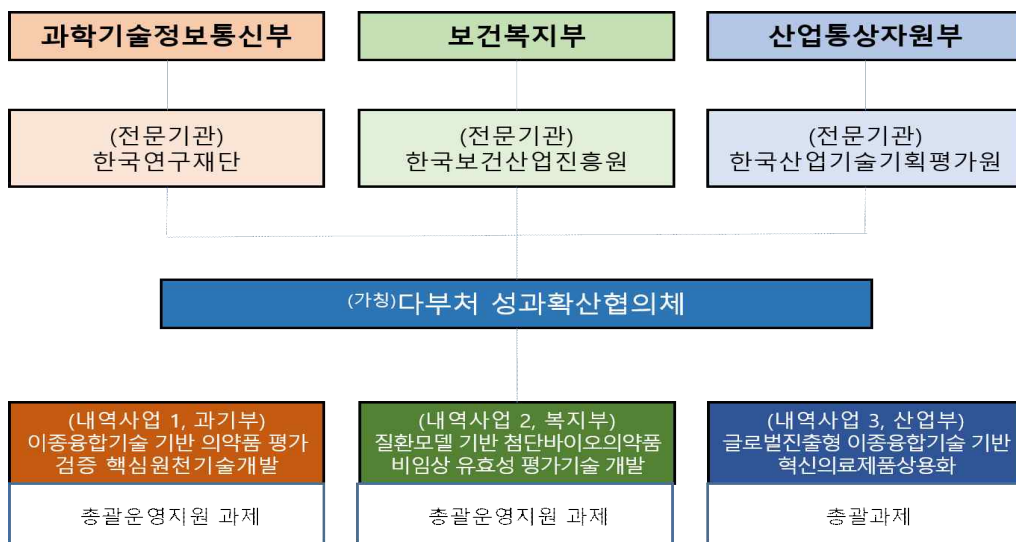 과학기술정보통신부
보건복지부
산업통상자원부
(전문기관)
한국연구재단
(전문기관)
한국보건산업진흥원
(전문기관)
한국산업기술기획평가원
(가칭)다부처 성과확산협의체
(내역사업 1, 과기부)
이종융합기술 기반 의약품 평가
검증 핵심원천기술개발
(내역사업 2, 복지부)
질환모델 기반 첨단바이오의약품
비임상 유효성 평가기술 개발
(내역사업 3, 산업부)
글로벌진출형 이종융합기술 기반
혁신의료제품상용화
총괄운영지원 과제
총괄운영지원 과제
총괄과제